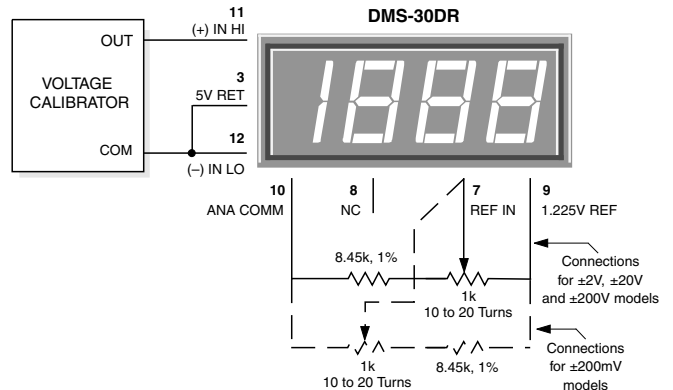 DMS-30DR
11
(+) IN HI
OUT
3
5V RET
VOLTAGE
CALIBRATOR
12
COM
(–) IN LO
1888
10
ANA COMM
8
NC
7
REF IN
9
1.225V REF
8.45k, 1%
1k
10 to 20 Turns
Connections
for ±2V, ±20V
and ±200V models
1k
10 to 20 Turns
8.45k, 1%
Connections
for ±200mV
models